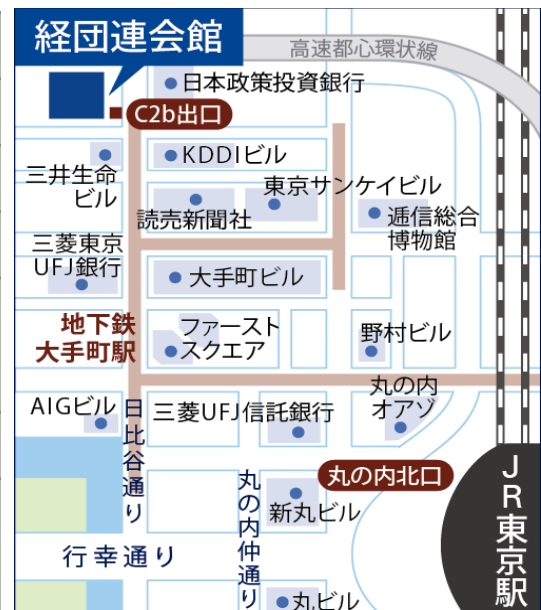 経団連会館
高速都心環状線
日本政策投資銀行
C2b出口
KDDIビル
三井生命
ビル
東京サンケイビル
読売新聞社
逓信総合
博物館
三菱東京
UFJ銀行
大手町ビル
地下鉄
大手町駅
ファースト
スクエア
野村ビル
丸の内
オアゾ
AIGビル
日比谷通り
三菱UFJ信託銀行
丸の内北口
丸の内仲通り
新丸ビル
JR東京駅
行幸通り
丸ビル